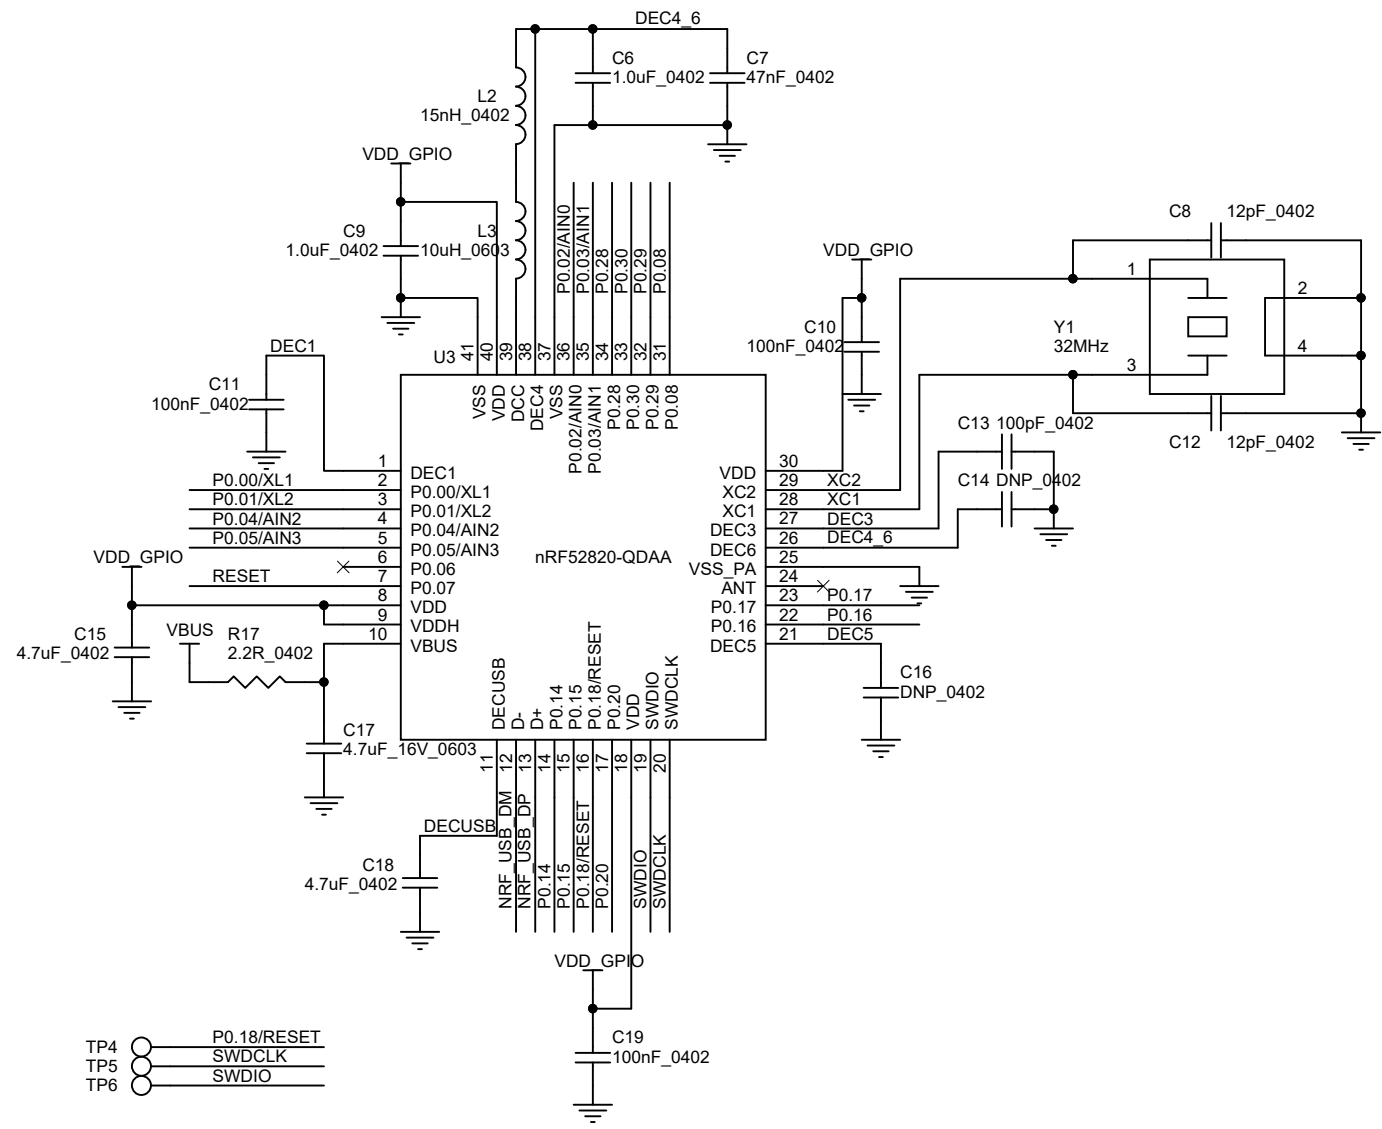 DEC4_6
C6
1.0uF_0402
C7
47nF_0402
L2
15nH_0402
VDD_GPIO
C9
1.0uF_0402
L3
10uH_0603
P0.02/AIN0
P0.03/AIN1
P0.28
P0.30
P0.29
P0.08
C8
12pF_0402
VDD_GPIO
1
2
Y1
32MHz
4
3
C10
100nF_0402
DEC1
U3
41
40
39
38
37
36
35
34
33
32
31
C11
100nF_0402
VSS
VDD
DCC
DEC4
VSS
P0.02/AIN0
P0.03/AIN1
P0.28
P0.30
P0.29
P0.08
C12
12pF_0402
C13 100pF_0402
C14 DNP_0402
1
DEC1
P0.00/XL1
2
P0.00/XL1
P0.01/XL2
3
P0.01/XL2
P0.04/AIN2
4
P0.04/AIN2
P0.05/AIN3
5
P0.05/AIN3
6
P0.06
RESET
7
P0.07
8
VDD
9
VDDH
10
VBUS
nRF52820-QDAA
VDD
30
XC2
29
XC2
XC1
28
XC1
DEC3
27
DEC3
DEC6
26
DEC4_6
VSS_PA
25
ANT
24
P0.17
23
P0.17
P0.16
22
P0.16
DEC5
21
DEC5
VDD_GPIO
C15
4.7uF_0402
VBUS
R17
2.2R_0402
C16
DNP_0402
C17
4.7uF_16V_0603
DECUSB
D-
D+
P0.14
P0.15
P0.18/RESET
P0.20
VDD
SWDIO
SWDCLK
11
12
13
14
15
16
17
18
19
20
DECUSB
NRF_USB_DM
NRF_USB_DP
P0.14
P0.15
P0.18/RESET
P0.20
SWDIO
SWDCLK
C18
4.7uF_0402
VDD_GPIO
C19
100nF_0402
TP4
P0.18/RESET
TP5
SWDCLK
TP6
SWDIO